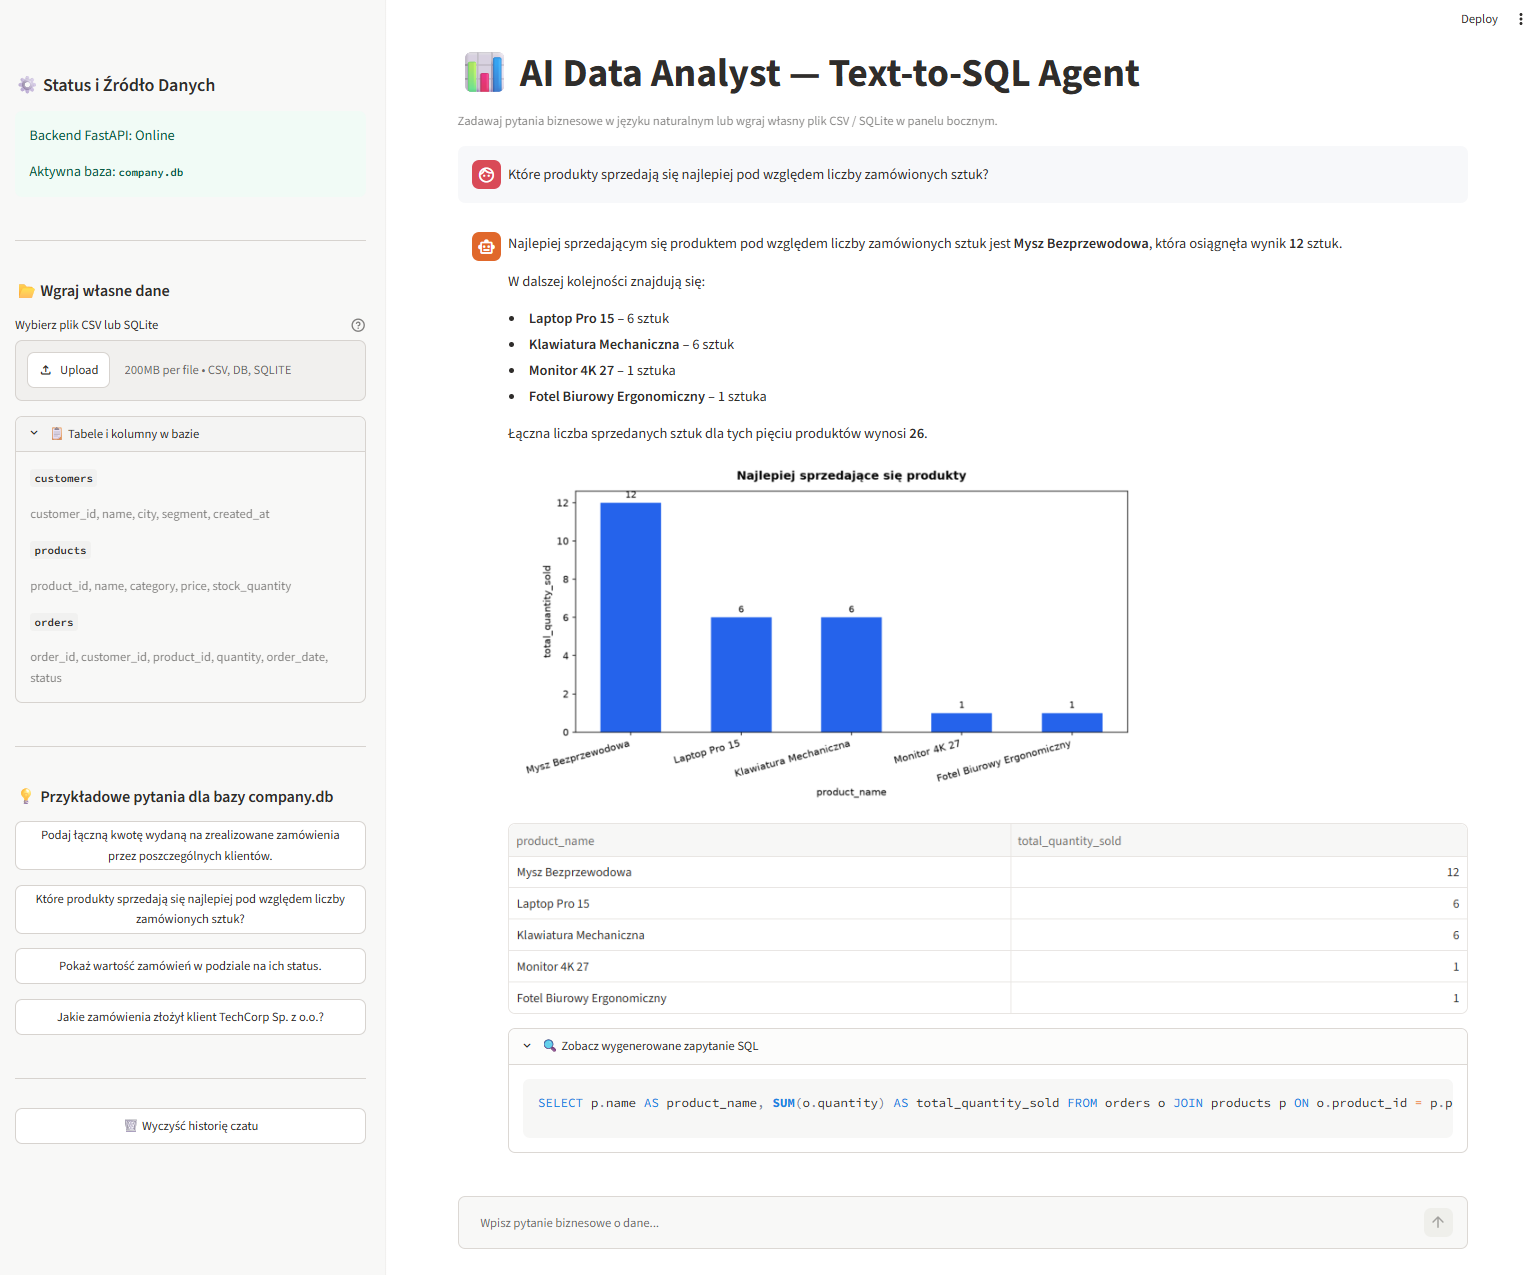 Deploy
Status i Źródło Danych
Backend FastAPI: Online
Aktywna baza: company.db
Wgraj własne dane
Wybierz plik CSV lub SQLite
Upload
200MB per file • CSV, DB, SQLITE
Tabele i kolumny w bazie
customers
customer_id, name, city, segment, created_at
products
product_id, name, category, price, stock_quantity
orders
order_id, customer_id, product_id, quantity, order_date,
status
Przykładowe pytania dla bazy company.db
Podaj łączną kwotę wydaną na zrealizowane zamówienia
przez poszczególnych klientów.
Które produkty sprzedają się najlepiej pod względem liczby
zamówionych sztuk?
Pokaż wartość zamówień w podziale na ich status.
Jakie zamówienia złożył klient TechCorp Sp. z o.o.?
Wyczyść historię czatu
AI Data Analyst — Text-to-SQL Agent
Zadawaj pytania biznesowe w języku naturalnym lub wgraj własny plik CSV / SQLite w panelu bocznym.
Które produkty sprzedają się najlepiej pod względem liczby zamówionych sztuk?
Najlepiej sprzedającym się produktem pod względem liczby zamówionych sztuk jest Mysz Bezprzewodowa, która osiągnęła wynik 12 sztuk.
W dalszej kolejności znajdują się:
• Laptop Pro 15 – 6 sztuk
• Klawiatura Mechaniczna – 6 sztuk
• Monitor 4K 27 – 1 sztuka
• Fotel Biurowy Ergonomiczny – 1 sztuka
Łączna liczba sprzedanych sztuk dla tych pięciu produktów wynosi 26.
Najlepiej sprzedające się produkty
total_quantity_sold
12
10
8
6
4
2
0
12
6
6
1
1
Mysz Bezprzewodowa
Laptop Pro 15
Klawiatura Mechaniczna
Monitor 4K 27
Fotel Biurowy Ergonomiczny
product_name
product_name total_quantity_sold
Mysz Bezprzewodowa 12
Laptop Pro 15 6
Klawiatura Mechaniczna 6
Monitor 4K 27 1
Fotel Biurowy Ergonomiczny 1
Zobacz wygenerowane zapytanie SQL
SELECT p.name AS product_name, SUM(o.quantity) AS total_quantity_sold FROM orders o JOIN products p ON o.product_id = p.p
Wpisz pytanie biznesowe o dane...